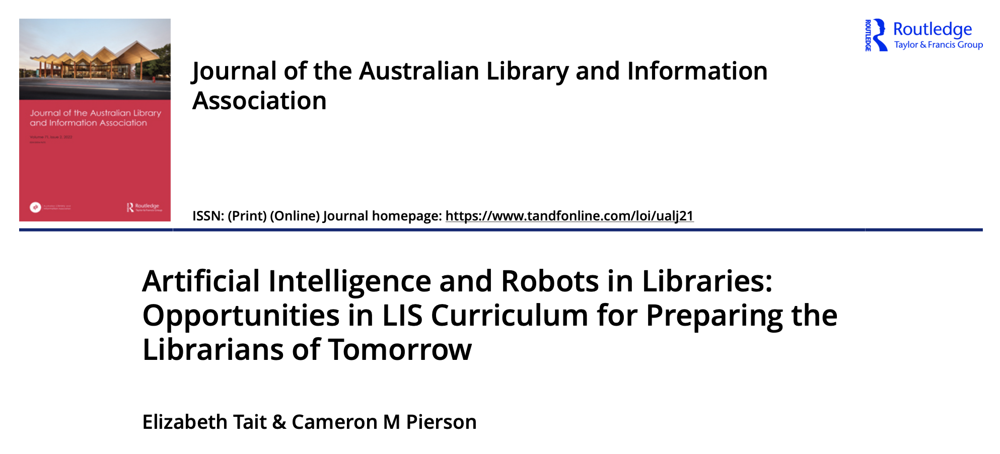 Journal of the Australian Library
and Information Association
Volume 71, Issue 2, 2022
Routledge
Taylor & Francis Group
Journal of the Australian Library and Information
Association
ROUTLEDGE
Routledge
Taylor & Francis Group
ISSN: (Print) (Online) Journal homepage: https://www.tandfonline.com/loi/ualj21
Artificial Intelligence and Robots in Libraries:
Opportunities in LIS Curriculum for Preparing the
Librarians of Tomorrow
Elizabeth Tait & Cameron M Pierson